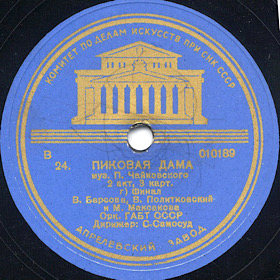 КОМИТЕТ ПО ДЕЛАМ ИСКУССТВ ПРИ СНК СССР
В 24. ПИКОВАЯ ДАМА 010189
муз. П. Чайковского
2 акт, 3 карт.
г) Финал
В. Барсова, В. Политковский
и М. Максакова
Орк. ГАБТ СССР
Дирижер: С. Самосуд
АПРЕЛЕВСКИЙ ЗАВОД